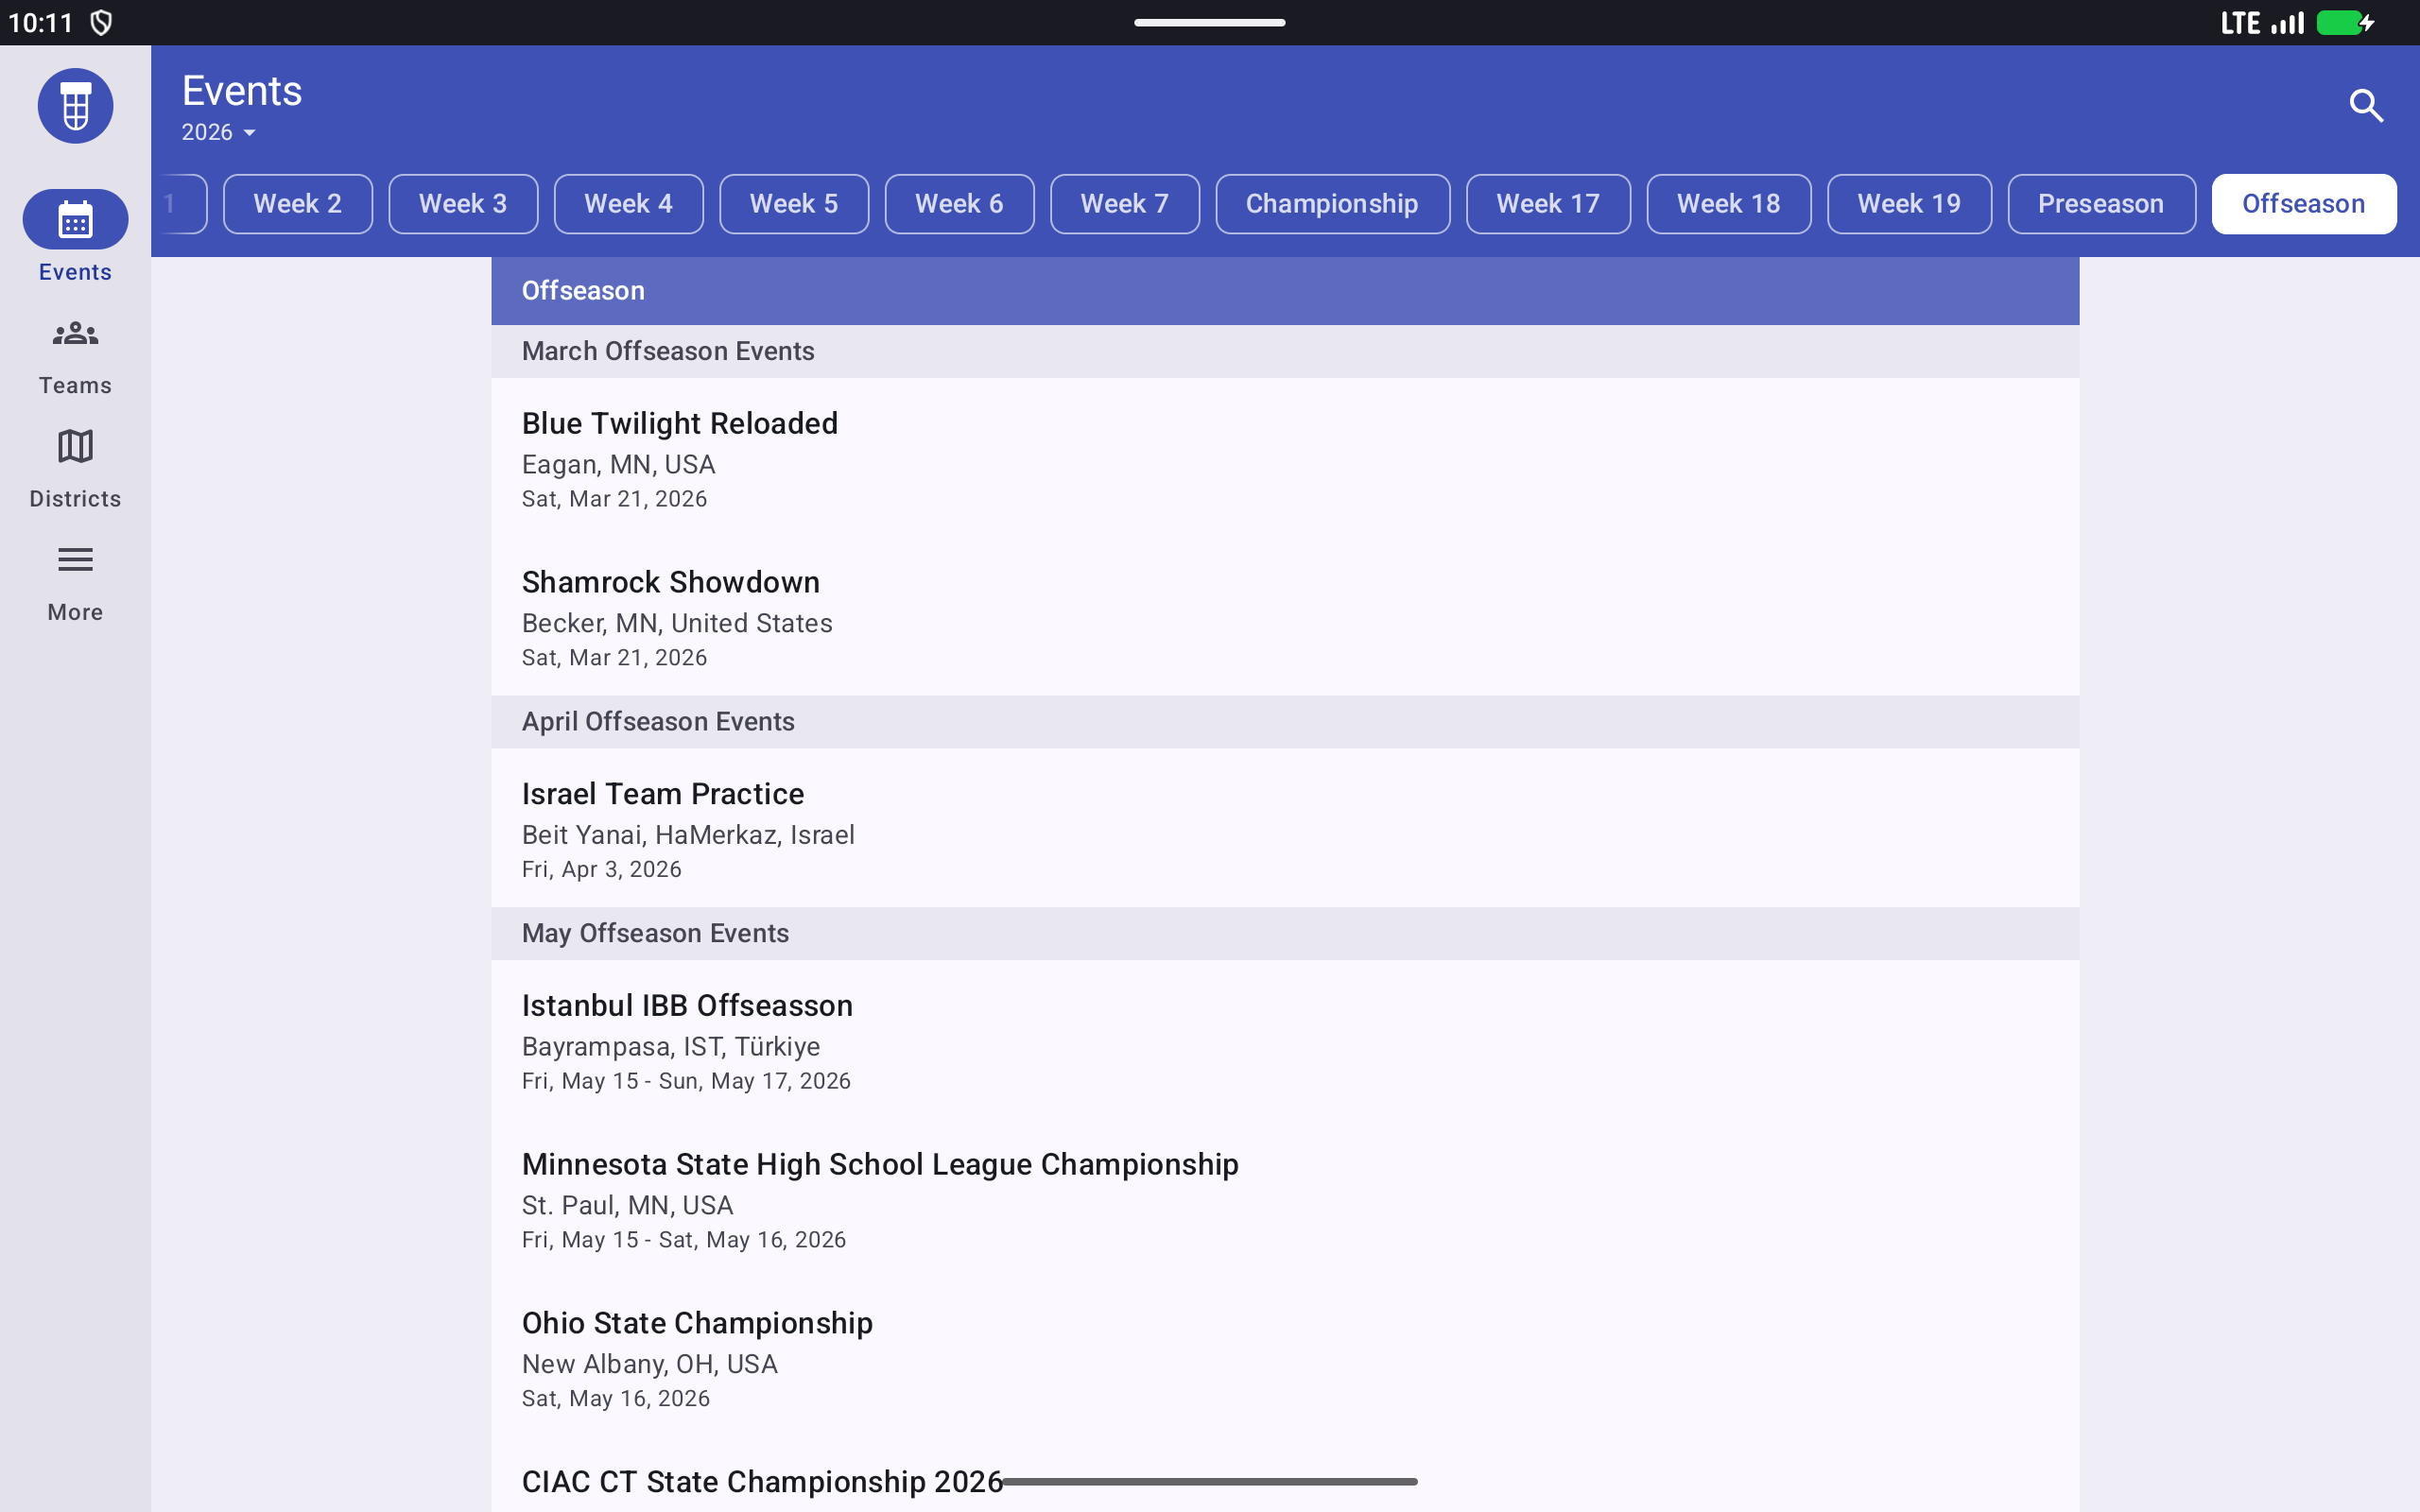 10:11
LTE
Events
2026
1
Week 2
Week 3
Week 4
Week 5
Week 6
Week 7
Championship
Week 17
Week 18
Week 19
Preseason
Offseason
Events
Teams
Districts
More
Offseason
March Offseason Events
Blue Twilight Reloaded
Eagan, MN, USA
Sat, Mar 21, 2026
Shamrock Showdown
Becker, MN, United States
Sat, Mar 21, 2026
April Offseason Events
Israel Team Practice
Beit Yanai, HaMerkaz, Israel
Fri, Apr 3, 2026
May Offseason Events
Istanbul IBB Offseasson
Bayrampasa, IST, Türkiye
Fri, May 15 - Sun, May 17, 2026
Minnesota State High School League Championship
St. Paul, MN, USA
Fri, May 15 - Sat, May 16, 2026
Ohio State Championship
New Albany, OH, USA
Sat, May 16, 2026
CIAC CT State Championship 2026